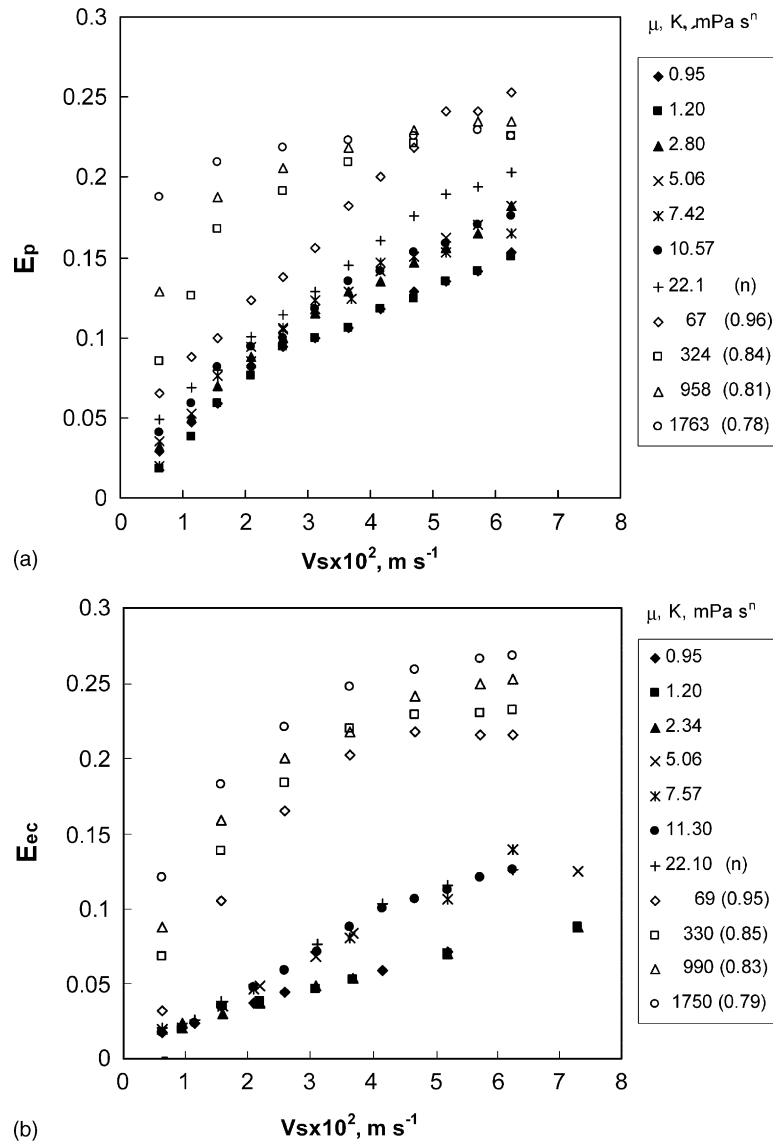 μ, K, mPa sⁿ
0.3
0.25
0.2
0.15
0.1
0.05
0
Eₚ
0 1 2 3 4 5 6 7 8
Vsx10², m s⁻¹
0.95
1.20
2.80
5.06
7.42
10.57
22.1 (n)
67 (0.96)
324 (0.84)
958 (0.81)
1763 (0.78)
(a)
μ, K, mPa sⁿ
0.3
0.25
0.2
0.15
0.1
0.05
0
E_ec
0 1 2 3 4 5 6 7 8
Vsx10², m s⁻¹
0.95
1.20
2.34
5.06
7.57
11.30
22.10 (n)
69 (0.95)
330 (0.85)
990 (0.83)
1750 (0.79)
(b)